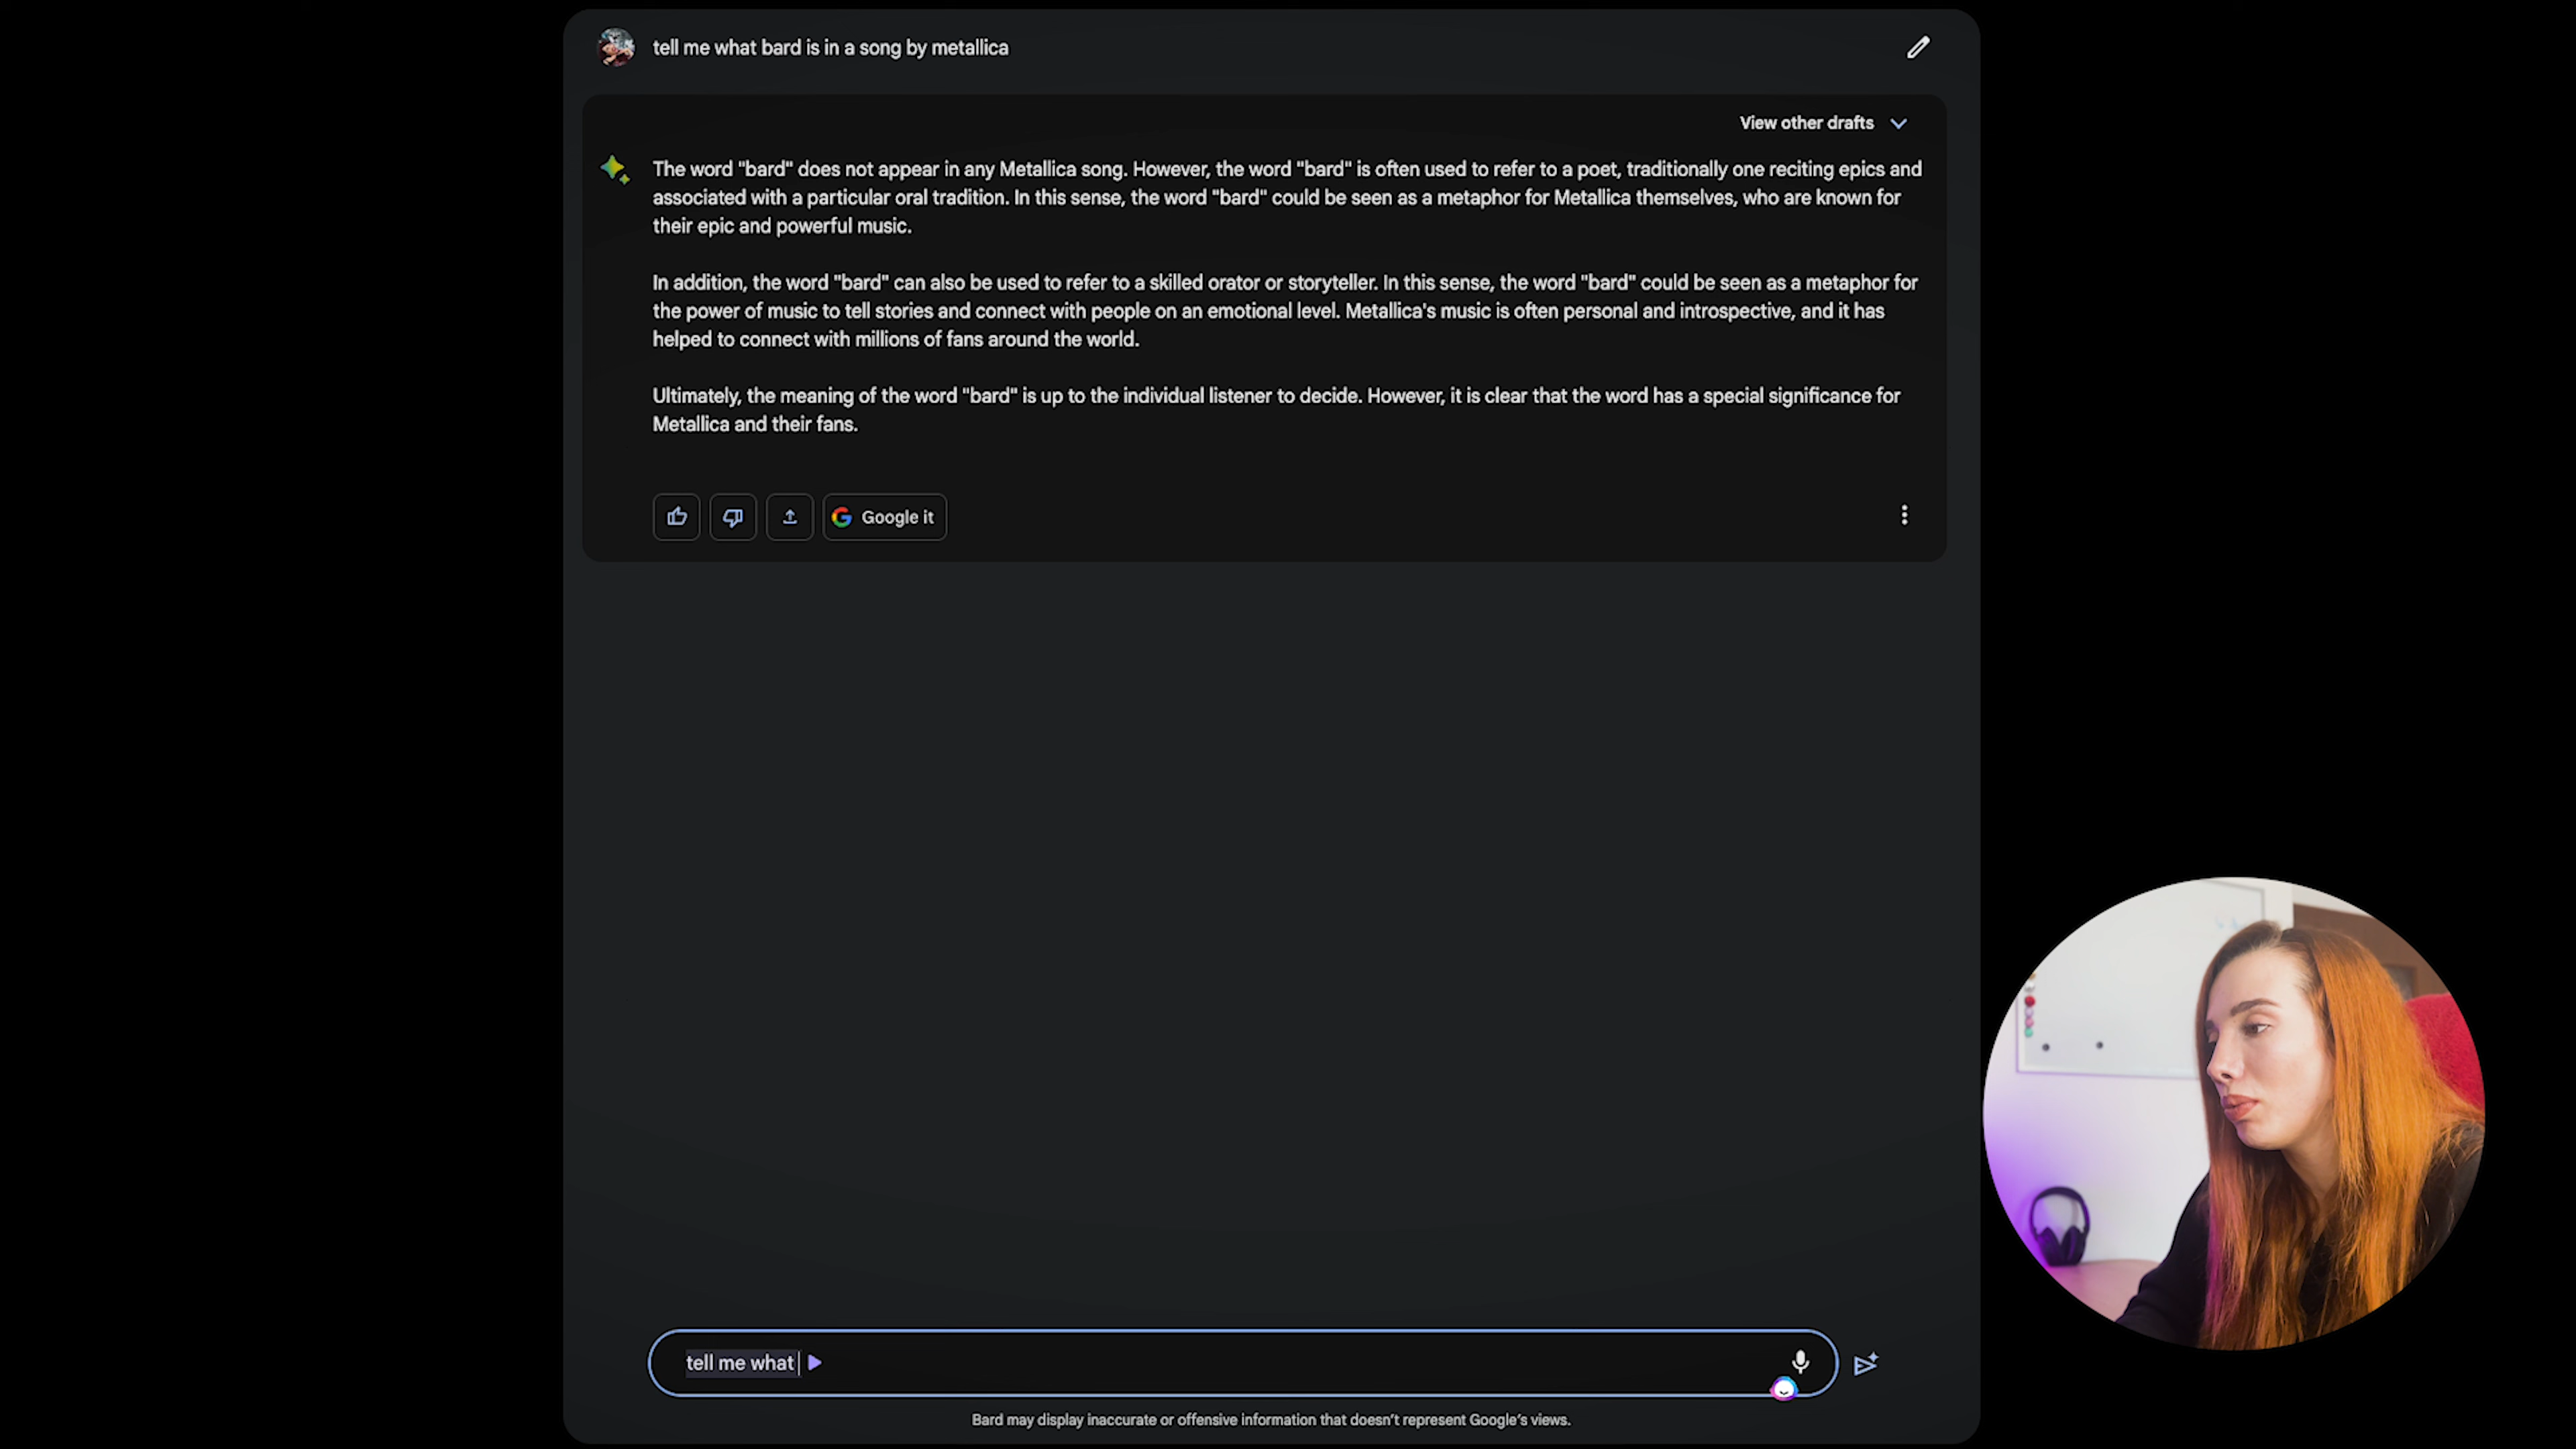 tell me what bard is in a song by metallica
View other drafts
The word "bard" does not appear in any Metallica song. However, the word "bard" is often used to refer to a poet, traditionally one reciting epics and
associated with a particular oral tradition. In this sense, the word "bard" could be seen as a metaphor for Metallica themselves, who are known for
their epic and powerful music.
In addition, the word "bard" can also be used to refer to a skilled orator or storyteller. In this sense, the word "bard" could be seen as a metaphor for
the power of music to tell stories and connect with people on an emotional level. Metallica's music is often personal and introspective, and it has
helped to connect with millions of fans around the world.
Ultimately, the meaning of the word "bard" is up to the individual listener to decide. However, it is clear that the word has a special significance for
Metallica and their fans.
Google it
tell me what
Bard may display inaccurate or offensive information that doesn't represent Google's views.